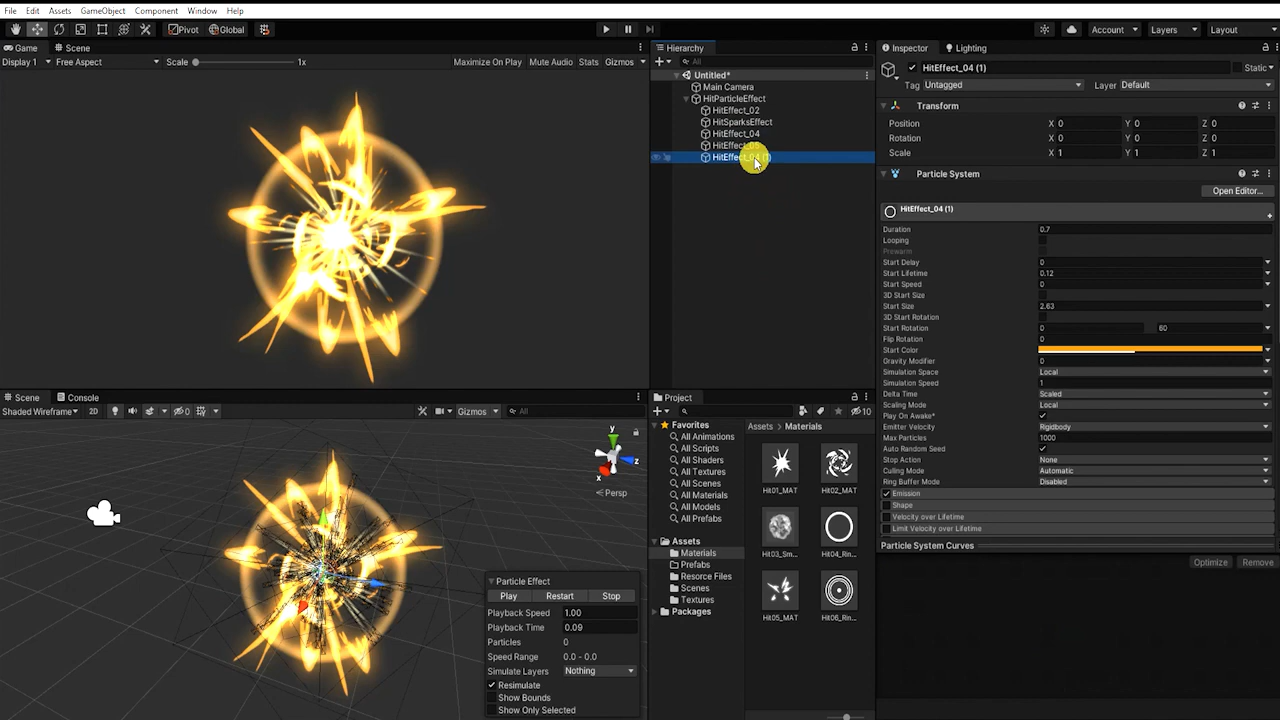 File Edit Assets GameObject Component Window Help
Pivot Global Account Layers Layout
Game Scene
Display 1 Free Aspect Scale 1x Maximize On Play Mute Audio Stats Gizmos
Hierarchy
All
Untitled*
Main Camera
HitParticleEffect
HitEffect_02
HitSparksEffect
HitEffect_04
HitEffect_05
HitEffect_04 (1)
Inspector Lighting
HitEffect_04 (1) Static
Tag Untagged Layer Default
Transform
Position X 0 Y 0 Z 0
Rotation X 0 Y 0 Z 0
Scale X 1 Y 1 Z 1
Particle System
Open Editor...
HitEffect_04 (1)
Duration 0.7
Looping
Prewarm
Start Delay 0
Start Lifetime 0.12
Start Speed 0
3D Start Size
Start Size 2.63
3D Start Rotation
Start Rotation 0 60
Flip Rotation 0
Start Color
Gravity Modifier 0
Simulation Space Local
Simulation Speed 1
Delta Time Scaled
Scaling Mode Local
Play On Awake*
Emitter Velocity Rigidbody
Max Particles 1000
Auto Random Seed
Stop Action None
Culling Mode Automatic
Ring Buffer Mode Disabled
Emission
Shape
Velocity over Lifetime
Limit Velocity over Lifetime
Particle System Curves
Optimize Remove
Scene Console
Shaded Wireframe 2D 0 Gizmos All
y
z
x
Persp
Particle Effect
Play Restart Stop
Playback Speed 1.00
Playback Time 0.09
Particles 0
Speed Range 0.0 - 0.0
Simulate Layers Nothing
Resimulate
Show Bounds
Show Only Selected
Project
10
Favorites
All Animations
All Scripts
All Shaders
All Textures
All Scenes
All Materials
All Models
All Prefabs
Assets
Materials
Prefabs
Resorce Files
Scenes
Textures
Packages
Assets Materials
Hit01_MAT Hit02_MAT
Hit03_Sm... Hit04_Rin...
Hit05_MAT Hit06_Rin...